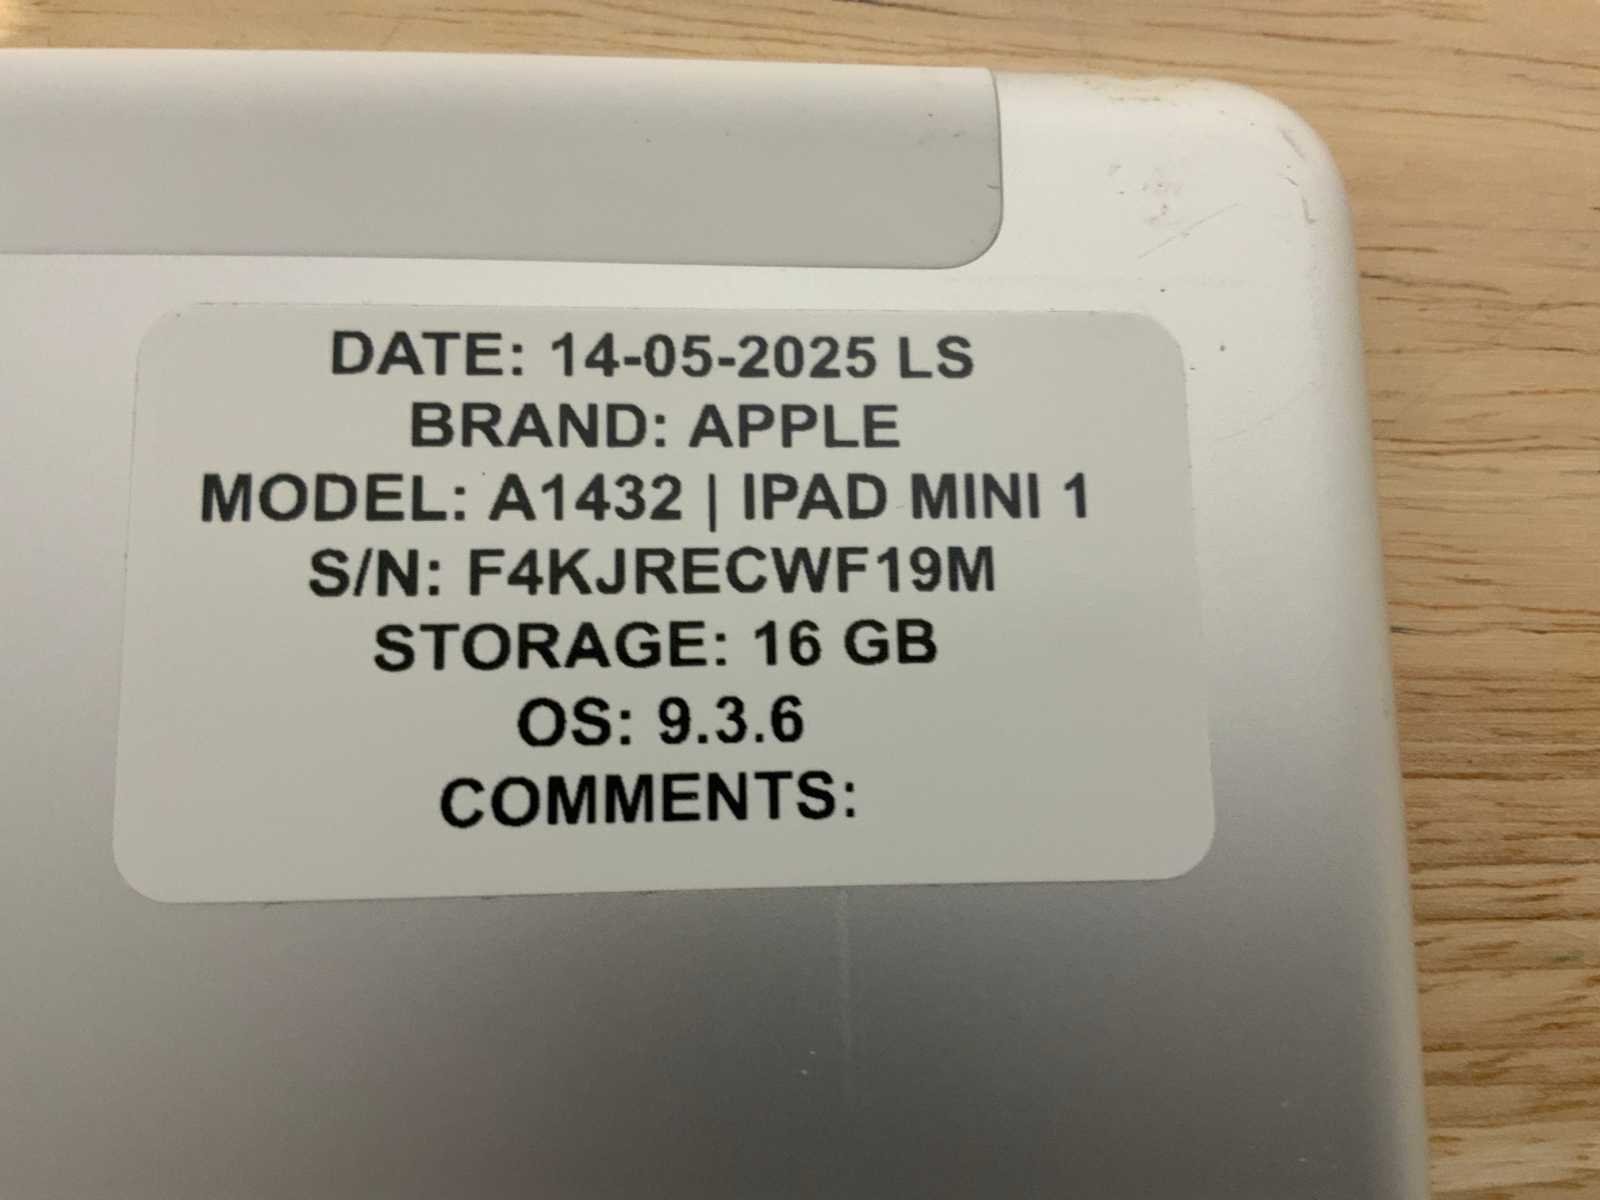 DATE: 14-05-2025 LS
BRAND: APPLE
MODEL: A1432 | IPAD MINI 1
S/N: F4KJRECWF19M
STORAGE: 16 GB
OS: 9.3.6
COMMENTS: